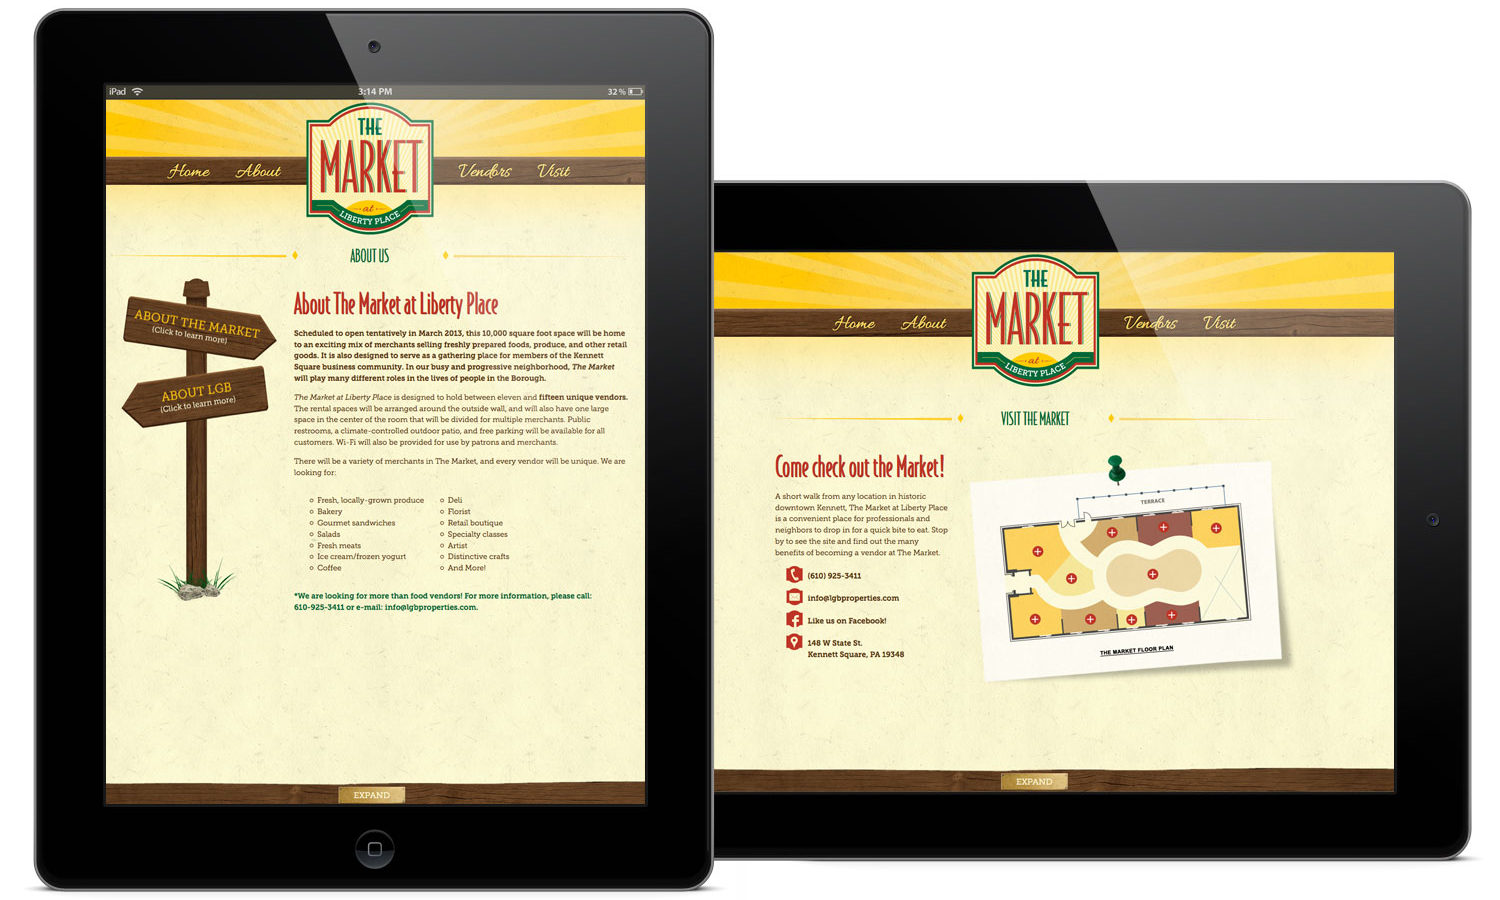 iPad
3:14 PM
32 %
Home
About
THE
MARKET
at
LIBERTY PLACE
Vendors
Visit
ABOUT US
ABOUT THE MARKET
(Click to learn more)
ABOUT LGB
(Click to learn more)
About The Market at Liberty Place
Scheduled to open tentatively in March 2013, this 10,000 square foot space will be home
to an exciting mix of merchants selling freshly prepared foods, produce, and other retail
goods. It is also designed to serve as a gathering place for members of the Kennett
Square business community. In our busy and progressive neighborhood, The Market
will play many different roles in the lives of people in the Borough.
The Market at Liberty Place is designed to hold between eleven and fifteen unique vendors.
The rental spaces will be arranged around the outside wall, and will also have one large
space in the center of the room that will be divided for multiple merchants. Public
restrooms, a climate-controlled outdoor patio, and free parking will be available for all
customers. Wi-Fi will also be provided for use by patrons and merchants.
There will be a variety of merchants in The Market, and every vendor will be unique. We are
looking for:
Fresh, locally-grown produce
Bakery
Gourmet sandwiches
Salads
Fresh meats
Ice cream/frozen yogurt
Coffee
Deli
Florist
Retail boutique
Specialty classes
Artist
Distinctive crafts
And More!
*We are looking for more than food vendors! For more information, please call:
610-925-3411 or e-mail: info@lgbproperties.com.
EXPAND
Home
About
THE
MARKET
at
LIBERTY PLACE
Vendors
Visit
VISIT THE MARKET
Come check out the Market!
A short walk from any location in historic
downtown Kennett, The Market at Liberty Place
is a convenient place for professionals and
neighbors to drop in for a quick bite to eat. Stop
by to see the site and find out the many
benefits of becoming a vendor at The Market.
(610) 925-3411
info@lgbproperties.com
Like us on Facebook!
148 W State St.
Kennett Square, PA 19348
TERRACE
THE MARKET FLOOR PLAN
EXPAND